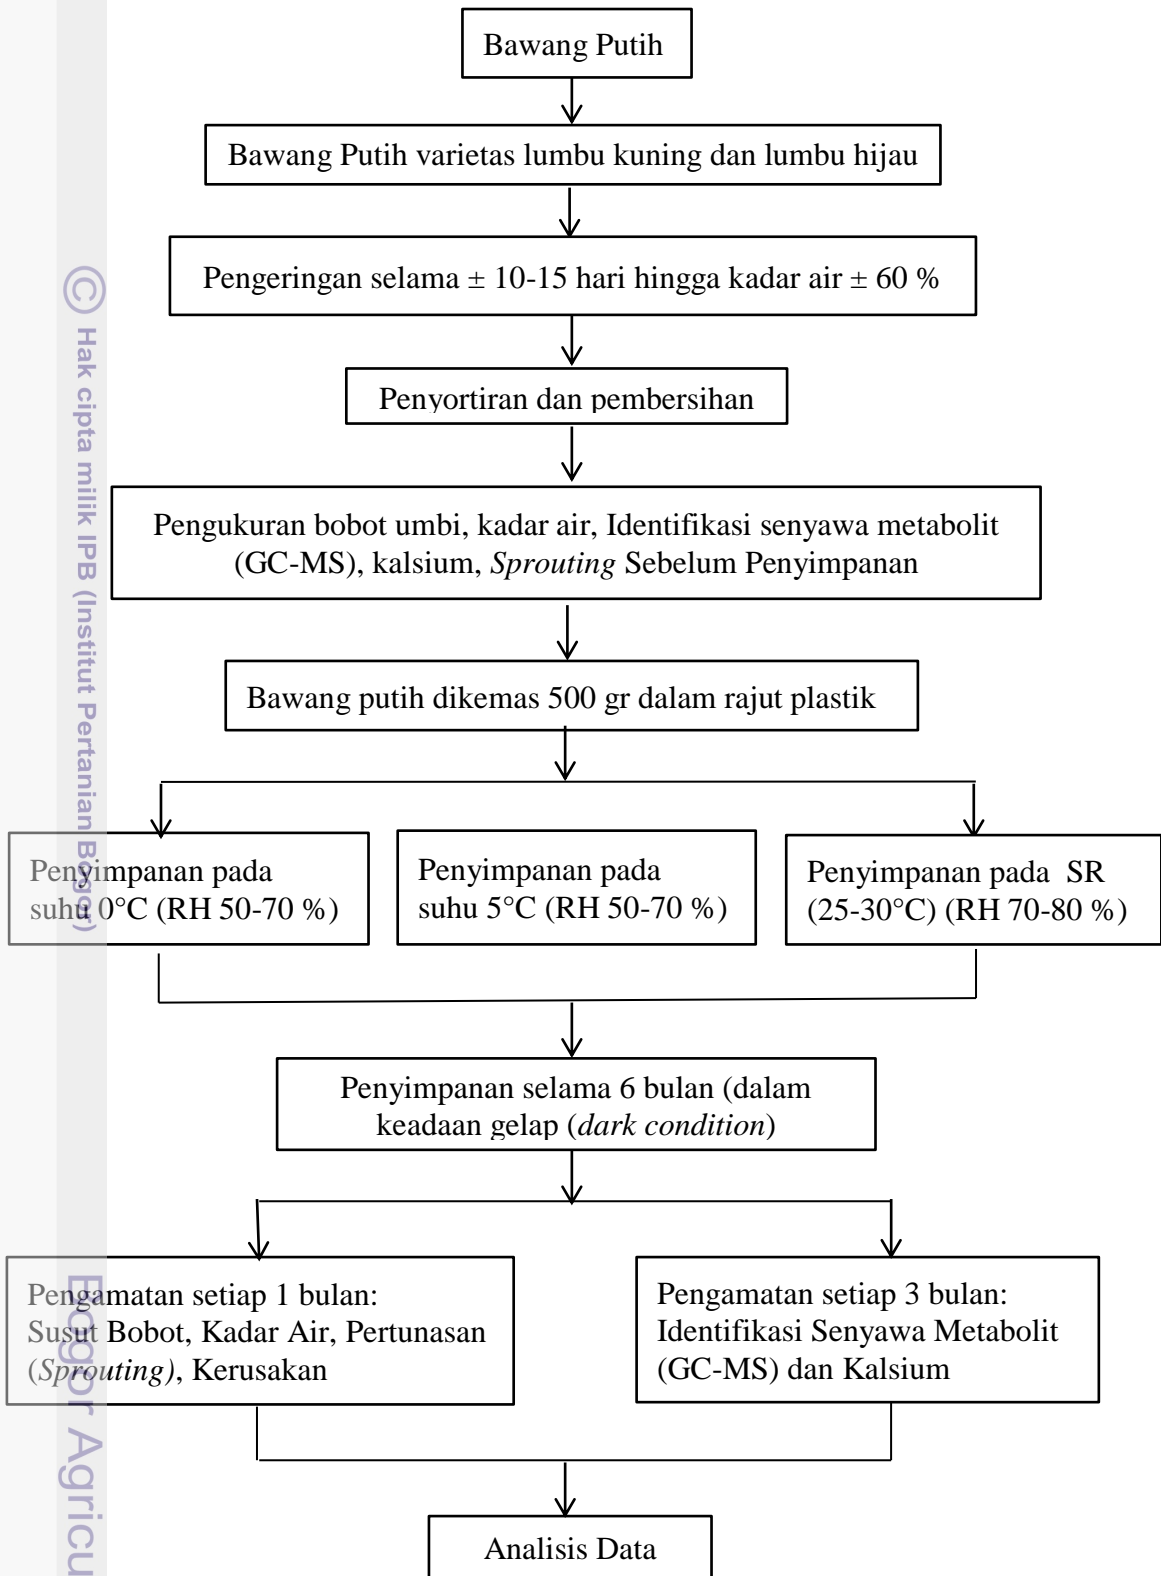 Bawang Putih
Bawang Putih varietas lumbu kuning dan lumbu hijau
Pengeringan selama ± 10-15 hari hingga kadar air ± 60 %
Penyortiran dan pembersihan
Pengukuran bobot umbi, kadar air, Identifikasi senyawa metabolit
(GC-MS), kalsium, Sprouting Sebelum Penyimpanan
Bawang putih dikemas 500 gr dalam rajut plastik
Penyimpanan pada
suhu 0°C (RH 50-70 %)
Penyimpanan pada
suhu 5°C (RH 50-70 %)
Penyimpanan pada SR
(25-30°C) (RH 70-80 %)
Penyimpanan selama 6 bulan (dalam
keadaan gelap (dark condition)
Pengamatan setiap 1 bulan:
Susut Bobot, Kadar Air, Pertunasan
(Sprouting), Kerusakan
Pengamatan setiap 3 bulan:
Identifikasi Senyawa Metabolit
(GC-MS) dan Kalsium
Analisis Data
© Hak cipta milik IPB (Institut Pertanian Bogor)
Bogor Agricu